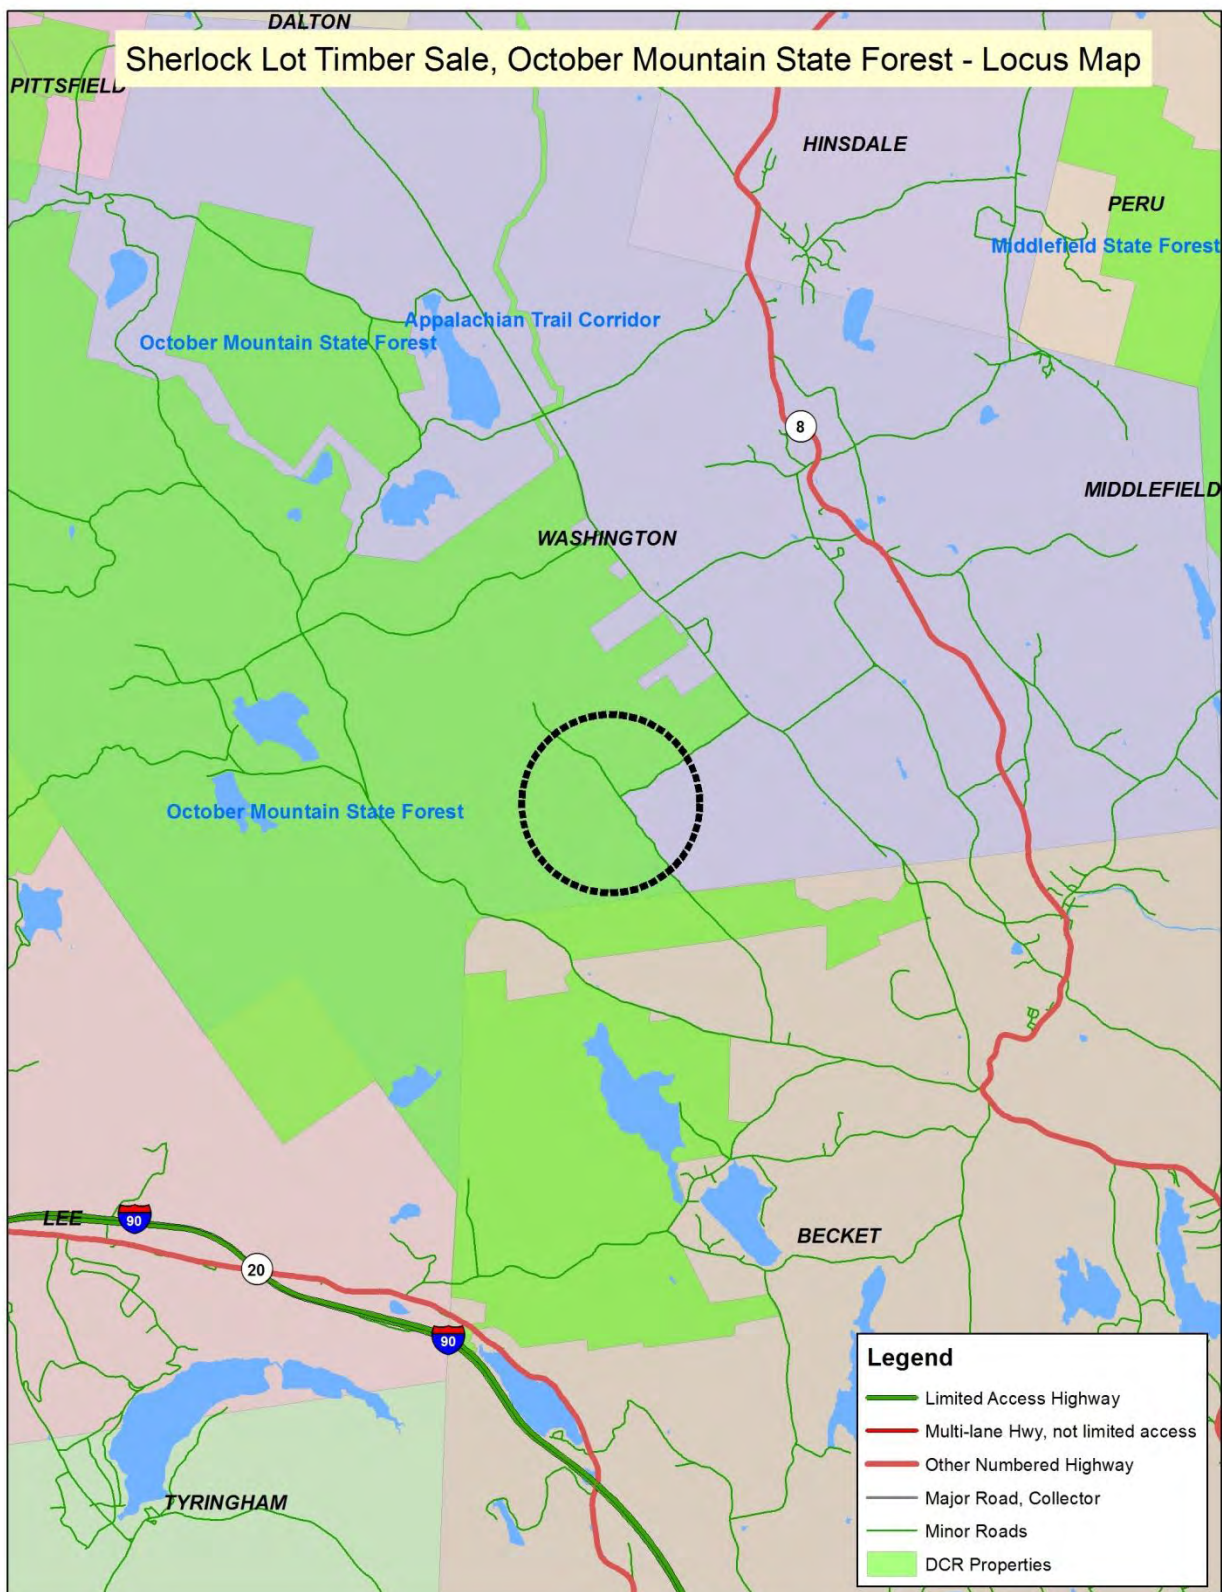 DALTON
Sherlock Lot Timber Sale, October Mountain State Forest - Locus Map
PITTSFIELD
HINSDALE
PERU
Middlefield State Forest
Appalachian Trail Corridor
October Mountain State Forest
8
MIDDLEFIELD
WASHINGTON
October Mountain State Forest
LEE
90
BECKET
20
90
TYRINGHAM
Legend
Limited Access Highway
Multi-lane Hwy, not limited access
Other Numbered Highway
Major Road, Collector
Minor Roads
DCR Properties